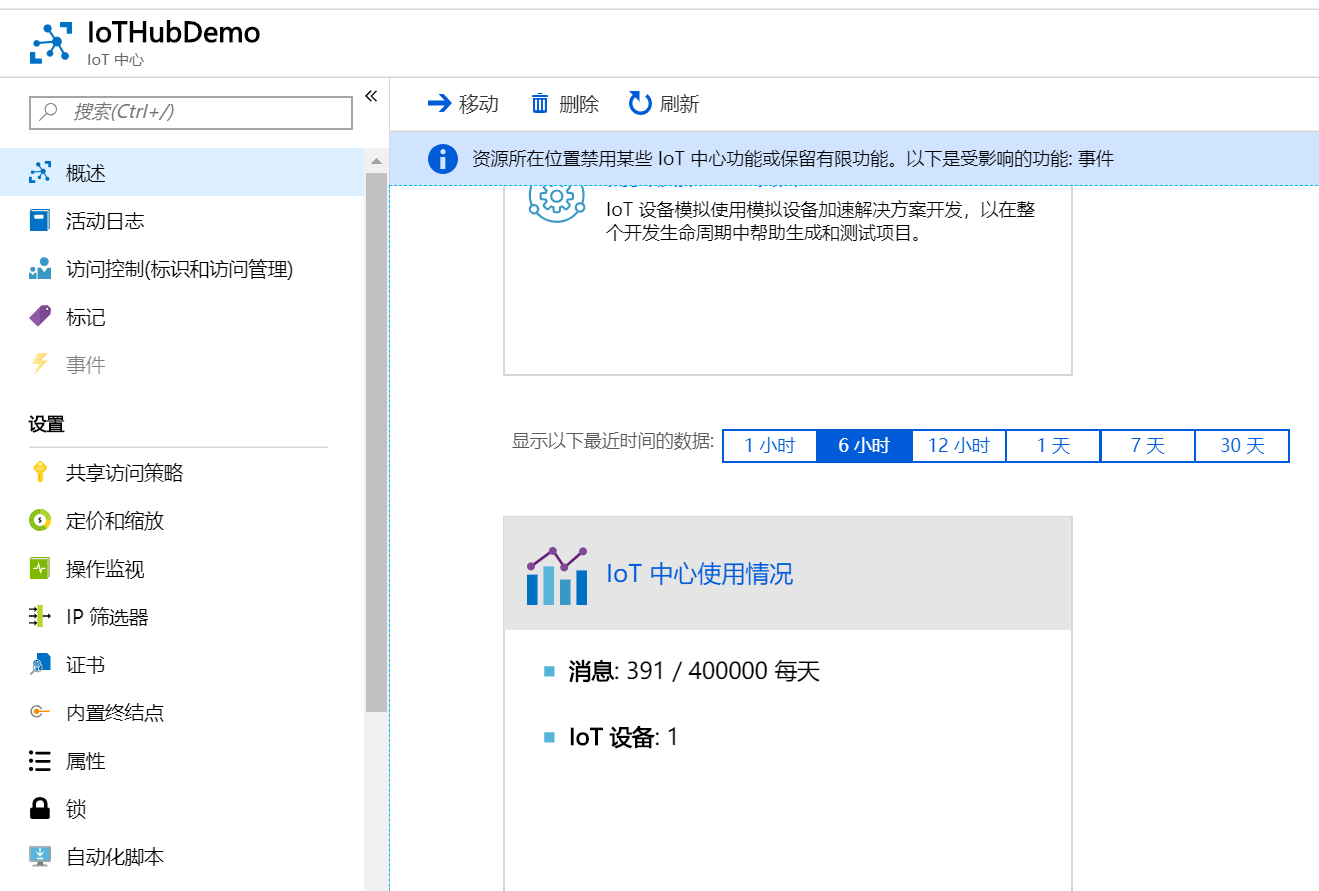 IoTHubDemo
IoT 中心
搜索(Ctrl+/)
«
概述
活动日志
访问控制(标识和访问管理)
标记
事件
设置
共享访问策略
定价和缩放
操作监视
IP 筛选器
证书
内置终结点
属性
锁
自动化脚本
移动 删除 刷新
资源所在位置禁用某些 IoT 中心功能或保留有限功能。以下是受影响的功能: 事件
IoT 设备模拟使用模拟设备加速解决方案开发，以在整
个开发生命周期中帮助生成和测试项目。
显示以下最近时间的数据: 1 小时 6 小时 12 小时 1 天 7 天 30 天
IoT 中心使用情况
消息: 391 / 400000 每天
IoT 设备: 1